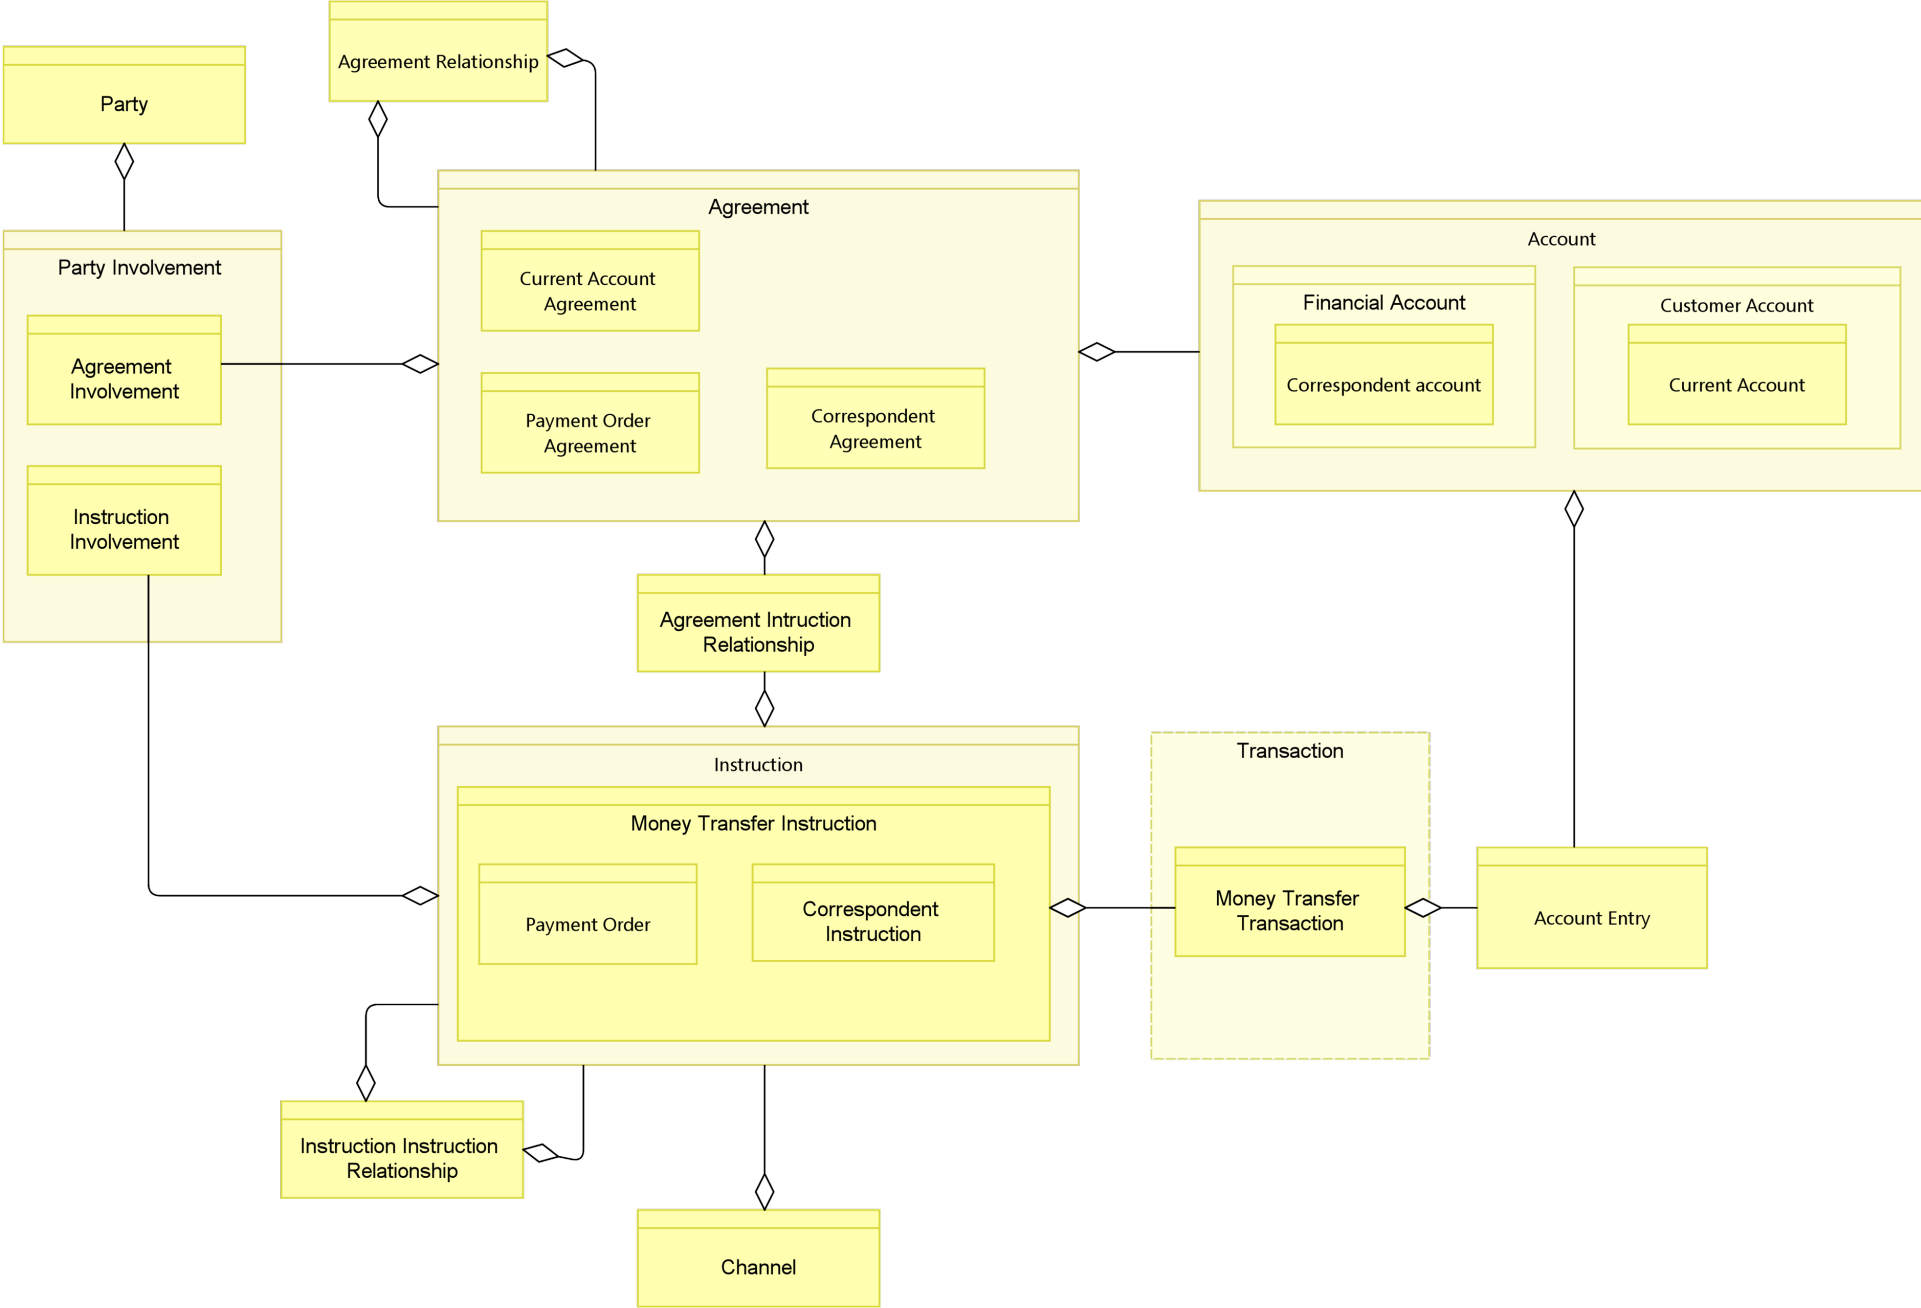 Agreement Relationship
Party
Agreement
Party Involvement
Account
Current Account
Agreement
Financial Account
Customer Account
Agreement
Involvement
Correspondent account
Current Account
Payment Order
Agreement
Correspondent
Agreement
Instruction
Involvement
Agreement Intruction
Relationship
Instruction
Transaction
Money Transfer Instruction
Payment Order
Correspondent
Instruction
Money Transfer
Transaction
Account Entry
Instruction Instruction
Relationship
Channel